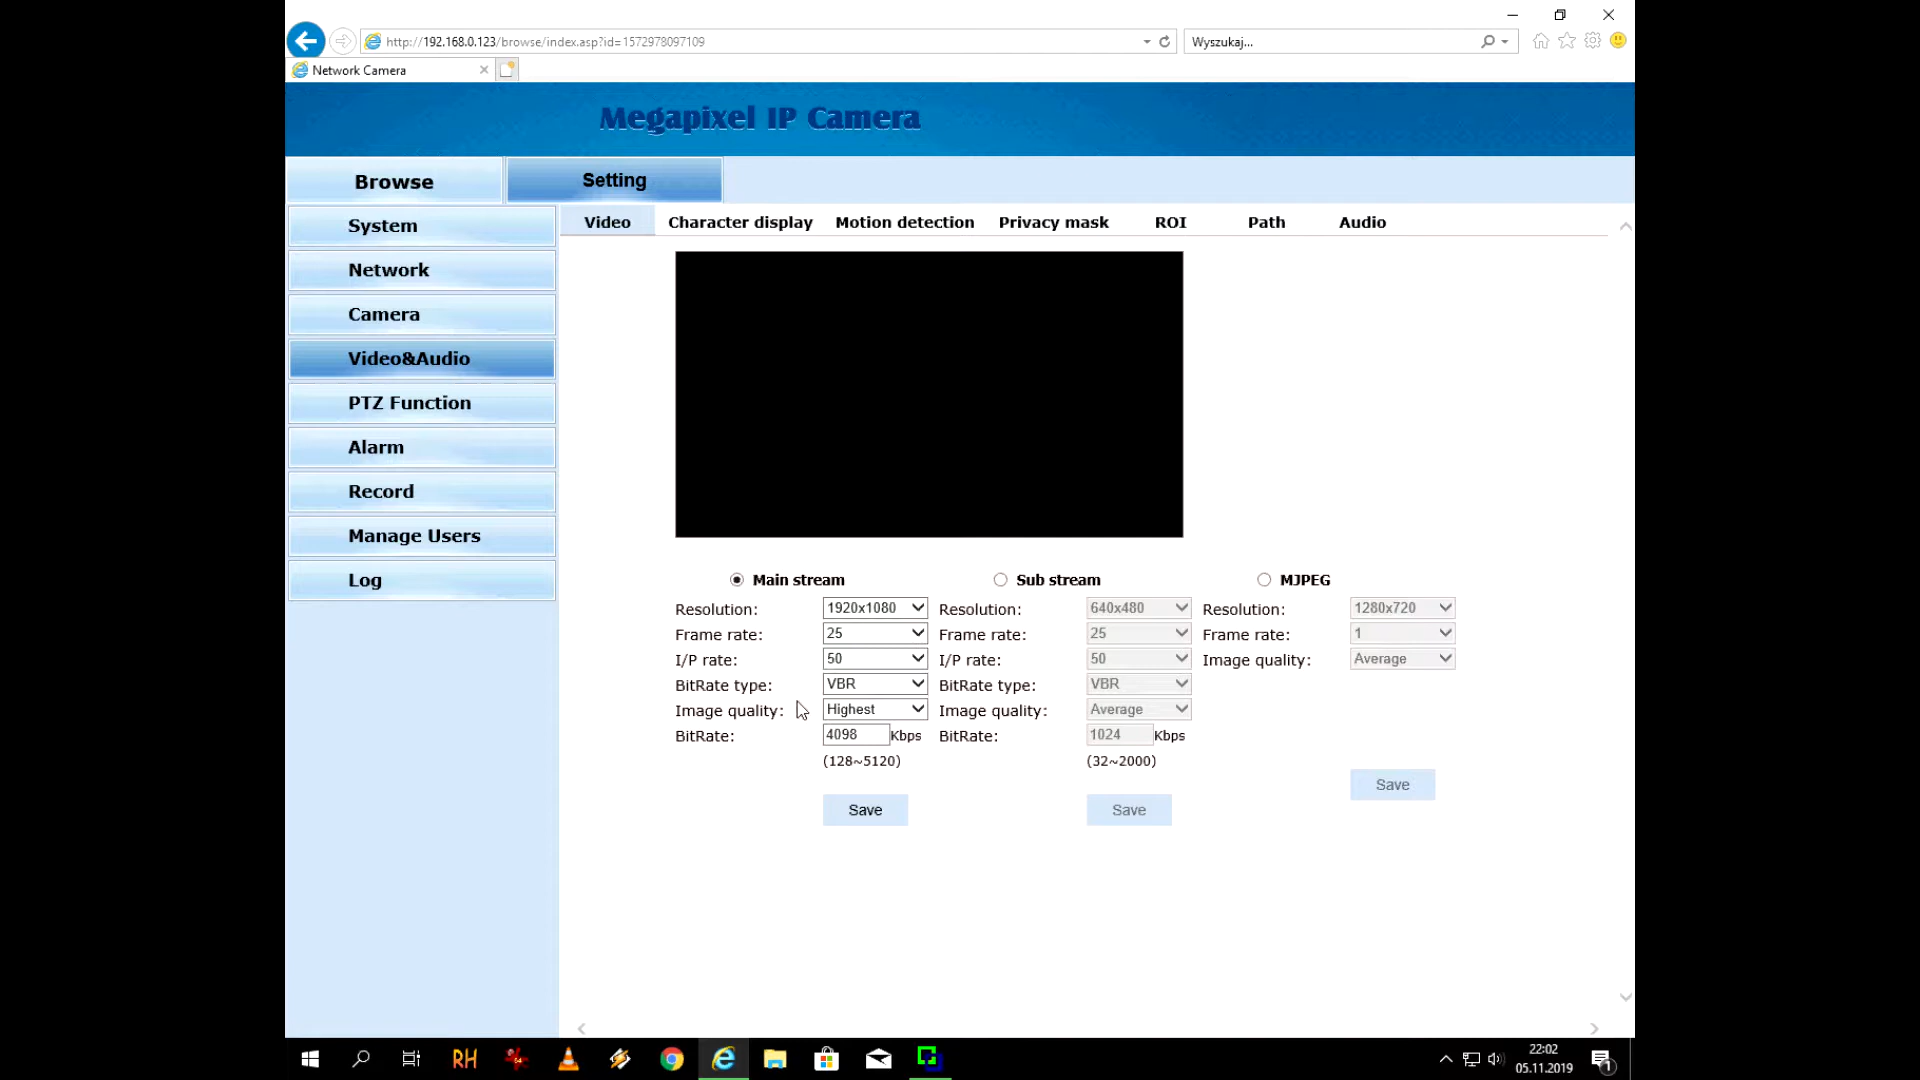 http://192.168.0.123/browse/index.asp?id=1572978097109
Wyszukaj...
Network Camera
Megapixel IP Camera
Browse
Setting
System
Network
Camera
Video&Audio
PTZ Function
Alarm
Record
Manage Users
Log
Video Character display Motion detection Privacy mask ROI Path Audio
Main stream Sub stream MJPEG
Resolution: 1920x1080 Resolution: 640x480 Resolution: 1280x720
Frame rate: 25 Frame rate: 25 Frame rate: 1
I/P rate: 50 I/P rate: 50 Image quality: Average
BitRate type: VBR BitRate type: VBR
Image quality: Highest Image quality: Average
BitRate: 4098 Kbps BitRate: 1024 Kbps
(128~5120) (32~2000)
Save
Save Save
RH
22:02
05.11.2019
1